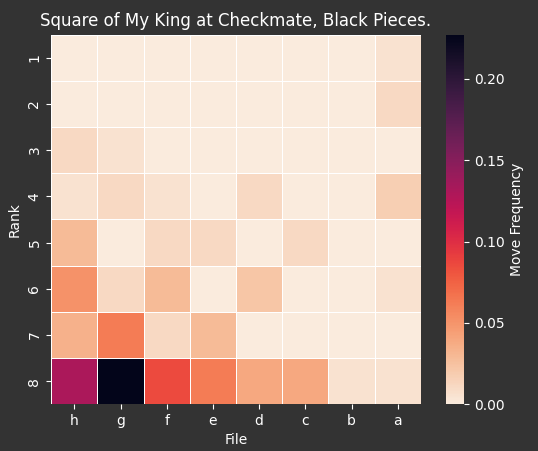 Square of My King at Checkmate, Black Pieces.
1
2
3
4
5
6
7
8
Rank
h g f e d c b a
File
0.20
0.15
0.10
0.05
0.00
Move Frequency